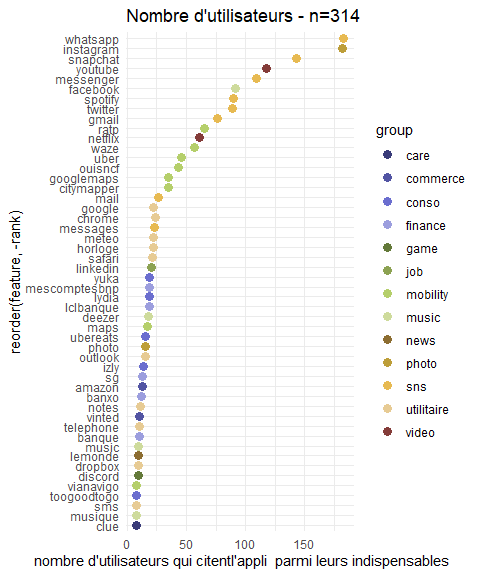 Nombre d'utilisateurs - n=314
reorder(feature, -rank)
whatsapp
instagram
snapchat
youtube
messenger
facebook
spotify
twitter
gmail
ratp
netflix
waze
uber
ouisncf
googlemaps
citymapper
mail
google
chrome
messages
meteo
horloge
safari
linkedin
yuka
mescomptesbnp
lydia
lclbanque
deezer
maps
ubereats
photo
outlook
izly
sg
amazon
banxo
notes
vinted
telephone
banque
music
lemonde
dropbox
discord
vianavigo
toogoodtogo
sms
musique
clue
0
50
100
150
nombre d'utilisateurs qui citentl'appli  parmi leurs indispensables
group
care
commerce
conso
finance
game
job
mobility
music
news
photo
sns
utilitaire
video